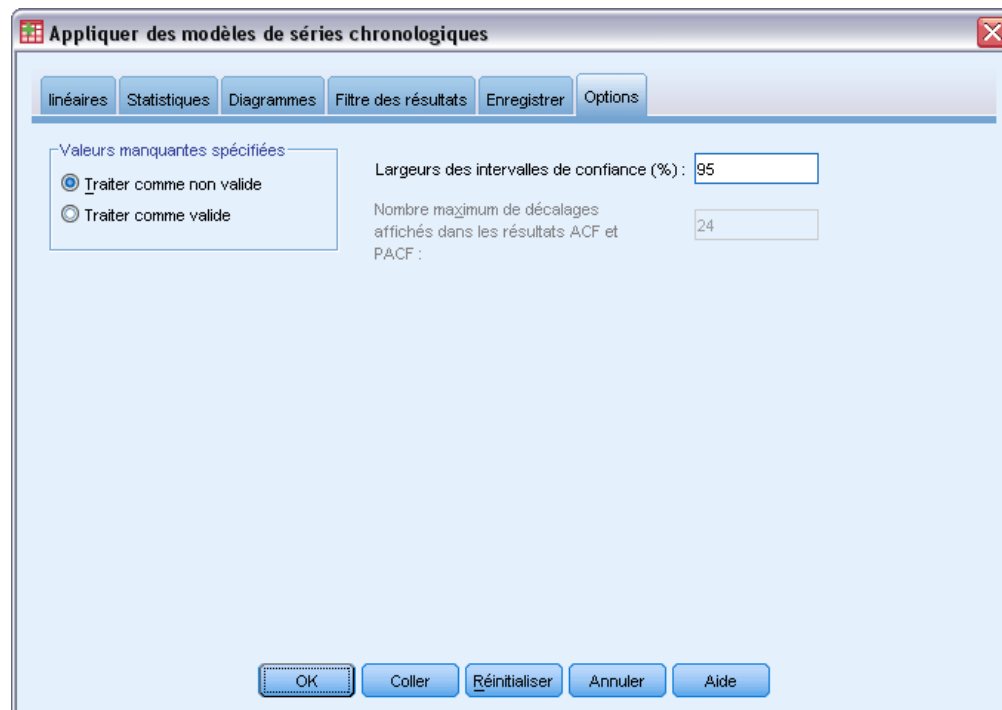 Appliquer des modèles de séries chronologiques
linéaires
Statistiques
Diagrammes
Filtre des résultats
Enregistrer
Options
Valeurs manquantes spécifiées
Traiter comme non valide
Traiter comme valide
Largeurs des intervalles de confiance (%) : 95
Nombre maximum de décalages
affichés dans les résultats ACF et
PACF :
24
OK
Coller
Réinitialiser
Annuler
Aide